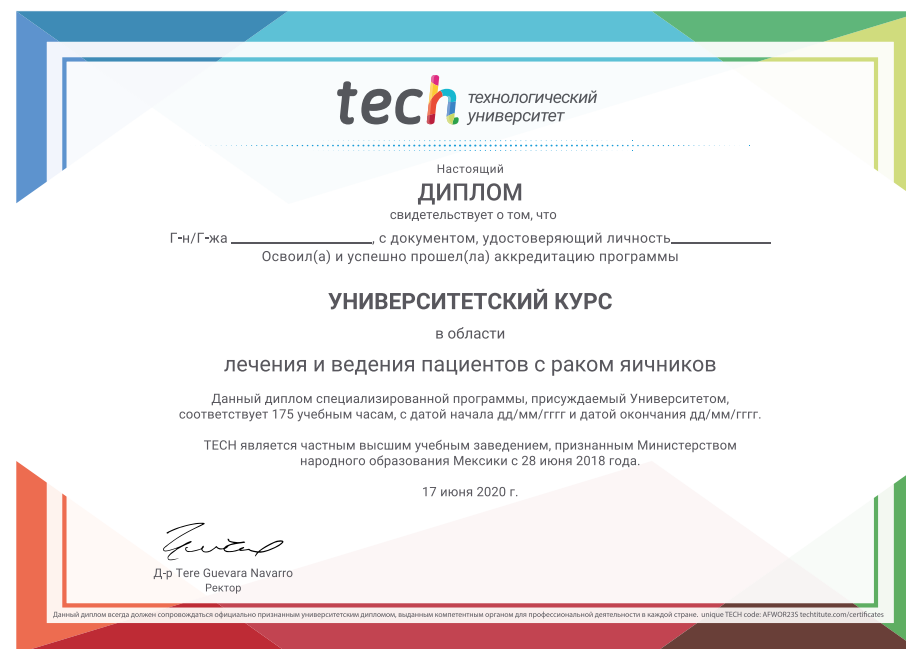 tech технологический
университет
Настоящий
ДИПЛОМ
свидетельствует о том, что
Г-н/Г-жа ____________, с документом, удостоверяющий личность____________
Освоил(а) и успешно прошел(ла) аккредитацию программы
УНИВЕРСИТЕТСКИЙ КУРС
в области
лечения и ведения пациентов с раком яичников
Данный диплом специализированной программы, присуждаемый Университетом,
соответствует 175 учебным часам, с датой начала дд/мм/гггг и датой окончания дд/мм/гггг.
TECH является частным высшим учебным заведением, признанным Министерством
народного образования Мексики с 28 июня 2018 года.
17 июня 2020 г.
Д-р Tere Guevara Navarro
Ректор
Данный диплом всегда должен сопровождаться официально признанным университетским дипломом, выданным компетентным органом для профессиональной деятельности в каждой стране. unique TECH code: AFWOR23S techtitute.com/certificates